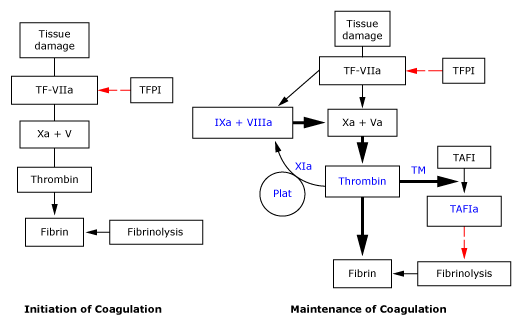 Tissue
damage
TF-VIIa
TFPI
Xa + V
Thrombin
Fibrin
Fibrinolysis
Initiation of Coagulation
Tissue
damage
TF-VIIa
TFPI
IXa + VIIIa
Xa + Va
XIa
Plat
Thrombin
TM
TAFI
TAFIa
Fibrin
Fibrinolysis
Maintenance of Coagulation